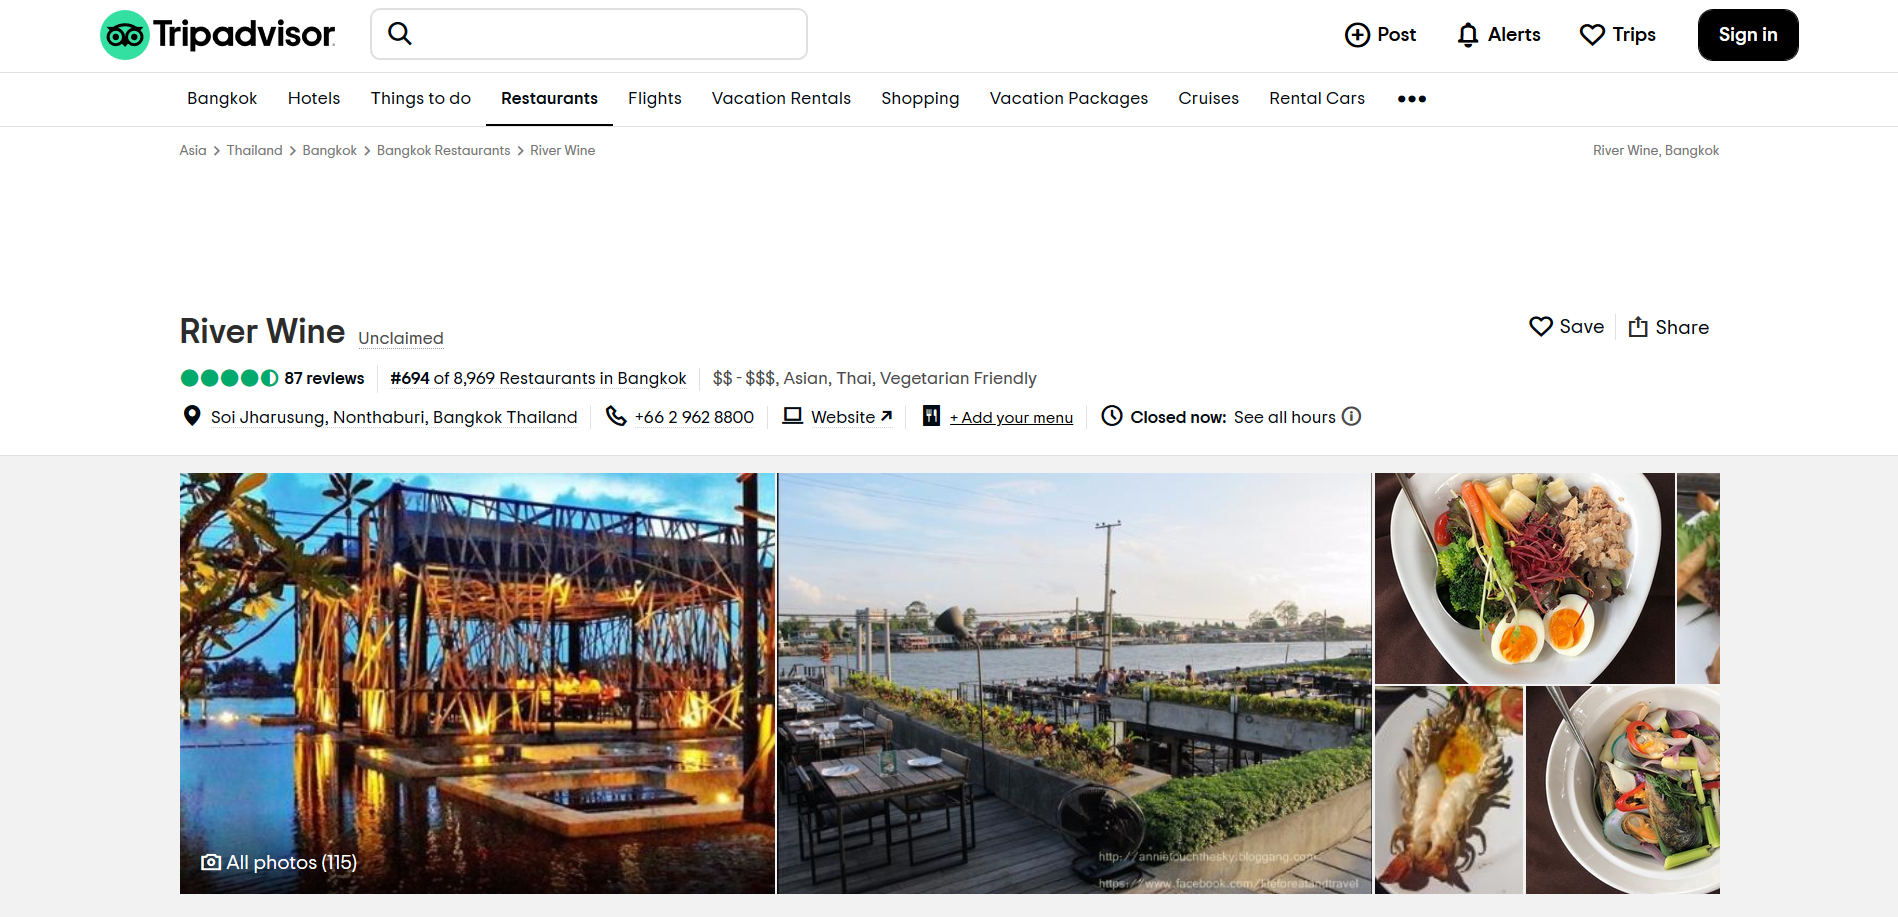 Tripadvisor
Post
Alerts
Trips
Sign in
Bangkok Hotels Things to do Restaurants Flights Vacation Rentals Shopping Vacation Packages Cruises Rental Cars
Asia > Thailand > Bangkok > Bangkok Restaurants > River Wine
River Wine, Bangkok
River Wine Unclaimed
Save
Share
87 reviews #694 of 8,969 Restaurants in Bangkok $$ - $$$, Asian, Thai, Vegetarian Friendly
Soi Jharusung, Nonthaburi, Bangkok Thailand +66 2 962 8800 Website + Add your menu Closed now: See all hours
All photos (115)
http://annietouchthesky.bloggang.com
https://www.facebook.com/lifeforeatandtravel